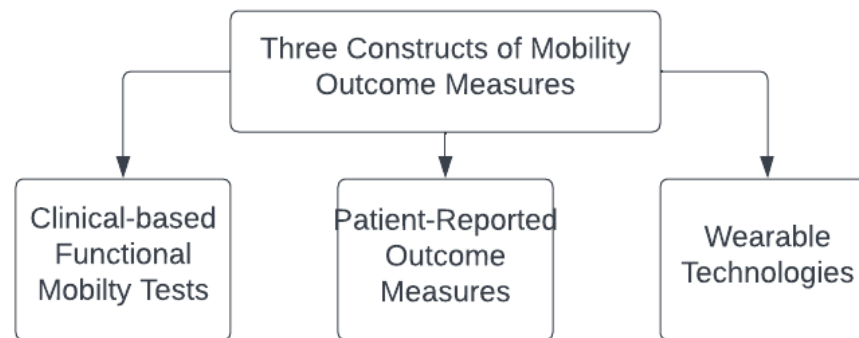 Three Constructs of Mobility
Outcome Measures
Clinical-based
Functional
Mobilty Tests
Patient-Reported
Outcome
Measures
Wearable
Technologies